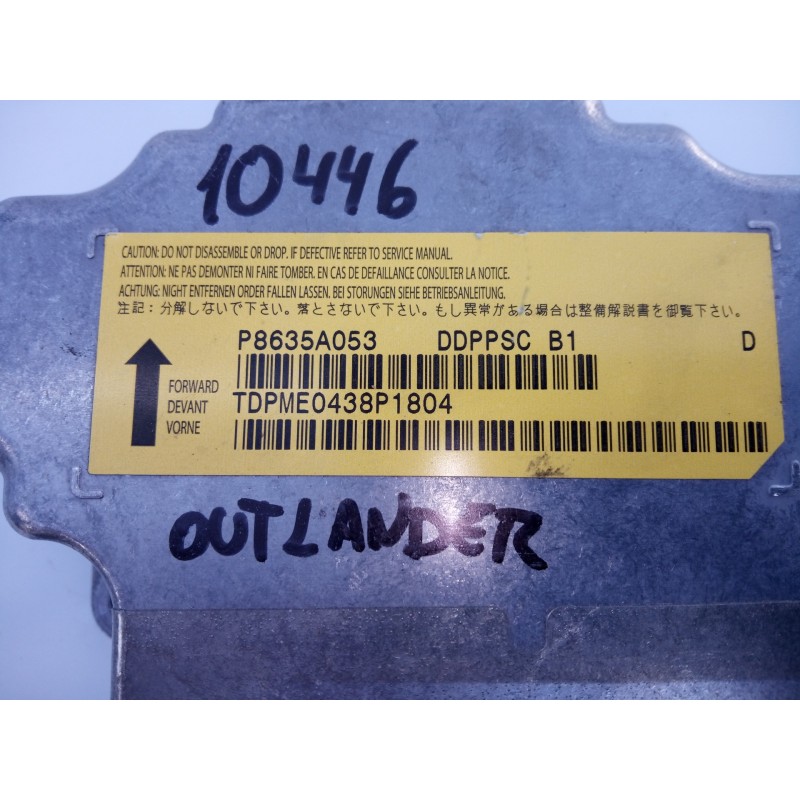 10446
CAUTION: DO NOT DISASSEMBLE OR DROP. IF DEFECTIVE REFER TO SERVICE MANUAL.
ATTENTION: NE PAS DEMONTER NI FAIRE TOMBER. EN CAS DE DEFAILLANCE CONSULTER LA NOTICE.
ACHTUNG: NIGHT ENTFERNEN ORDER FALLEN LASSEN. BEI STORUNGEN SIEHE BETRIEBSANLEITUNG.
注記：分解しないで下さい。落とさないで下さい。もし異常が有る場合は整備解説書を御覧下さい。
P8635A053 DDPPSC B1 D
FORWARD
DEVANT
VORNE
TDPME0438P1804
OUTLANDER